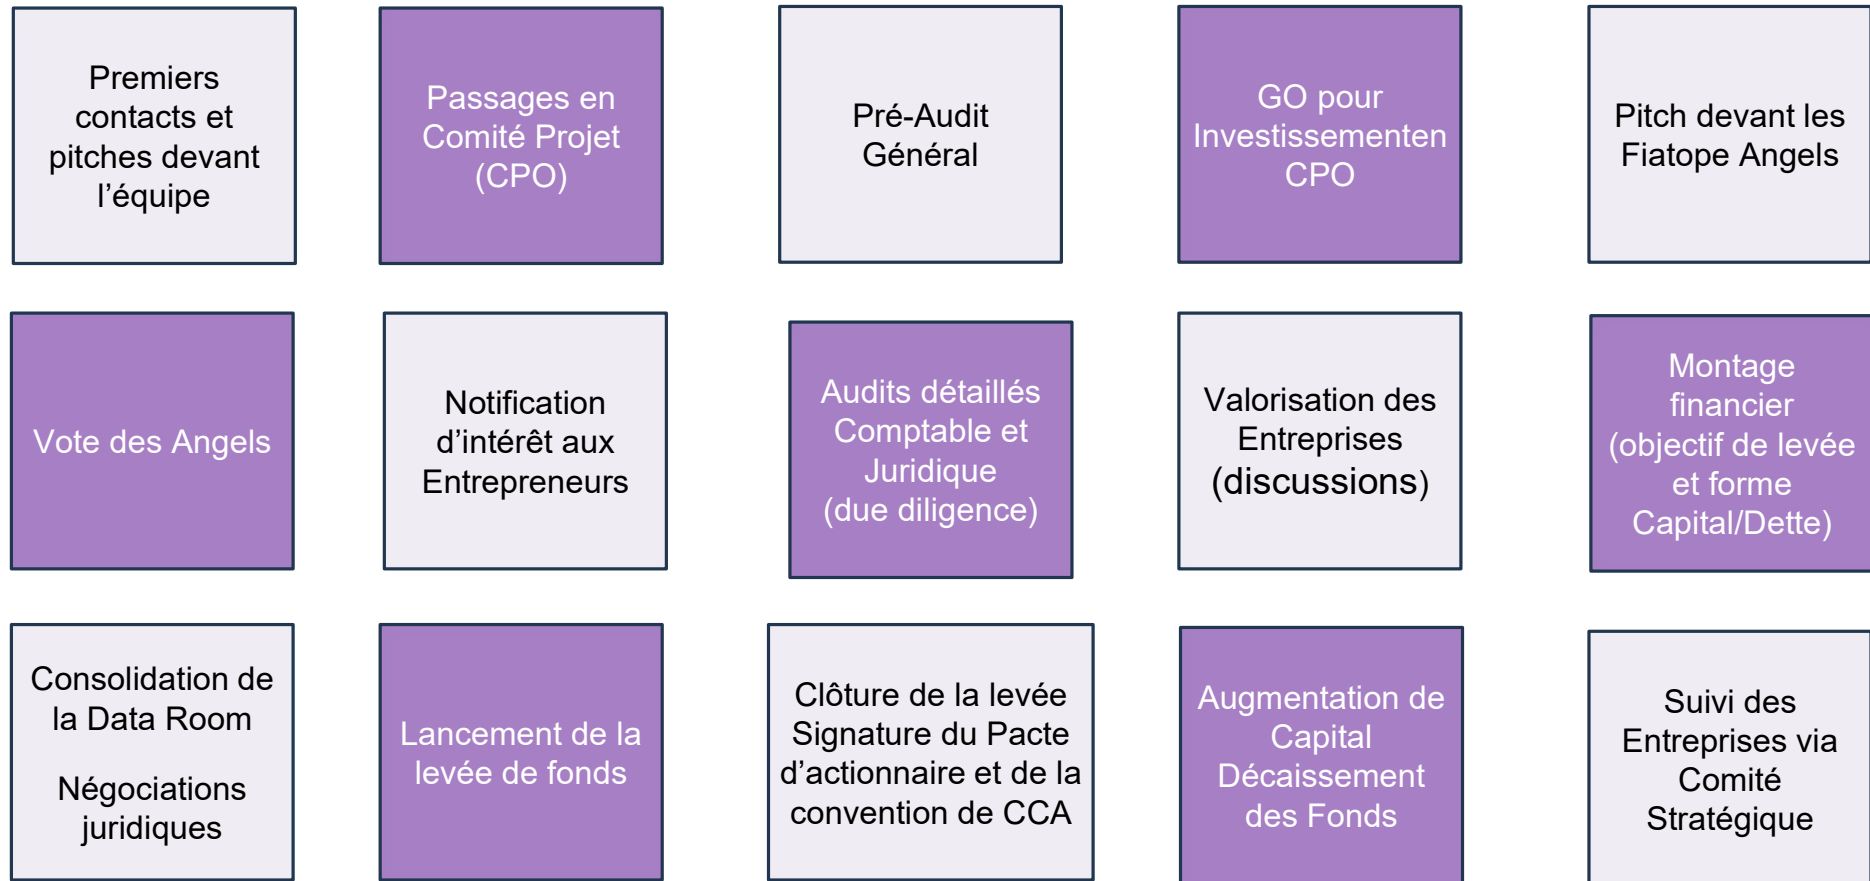 Premiers
contacts et
pitches devant
l’équipe
Passages en
Comité Projet
(CPO)
Pré-Audit
Général
GO pour
Investissementen
CPO
Pitch devant les
Fiatope Angels
Vote des Angels
Notification
d’intérêt aux
Entrepreneurs
Audits détaillés
Comptable et
Juridique
(due diligence)
Valorisation des
Entreprises
(discussions)
Montage
financier
(objectif de levée
et forme
Capital/Dette)
Consolidation de
la Data Room
Négociations
juridiques
Lancement de la
levée de fonds
Clôture de la levée
Signature du Pacte
d’actionnaire et de la
convention de CCA
Augmentation de
Capital
Décaissement
des Fonds
Suivi des
Entreprises via
Comité
Stratégique